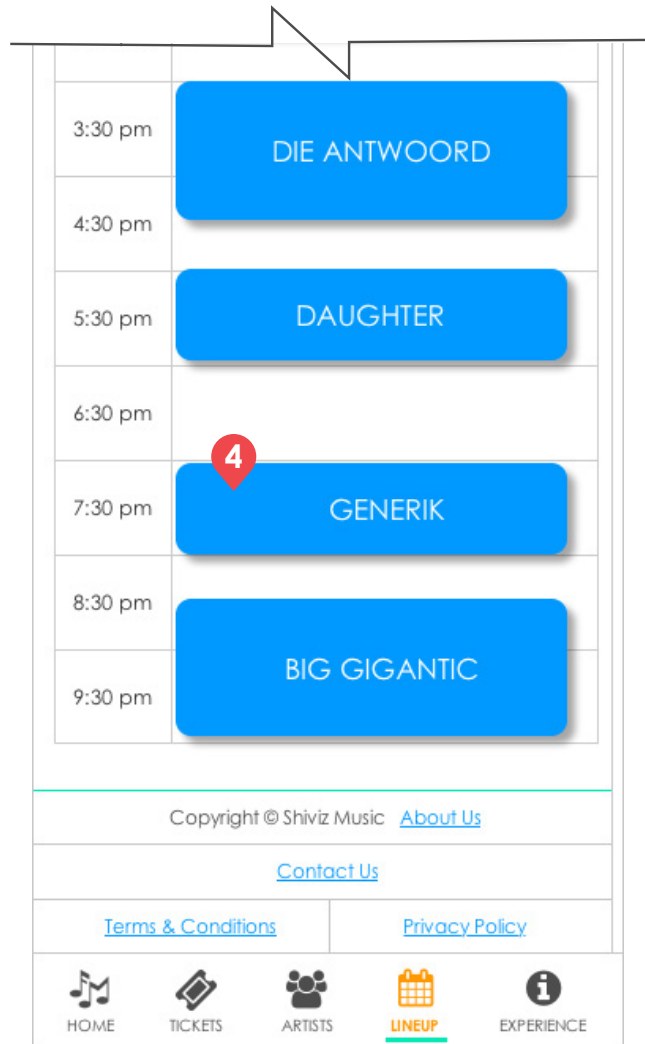 3:30 pm
DIE ANTWOORD
4:30 pm
5:30 pm
DAUGHTER
6:30 pm
4
7:30 pm
GENERIK
8:30 pm
BIG GIGANTIC
9:30 pm
Copyright © Shiviz Music About Us
Contact Us
Terms & Conditions Privacy Policy
HOME TICKETS ARTISTS LINEUP EXPERIENCE